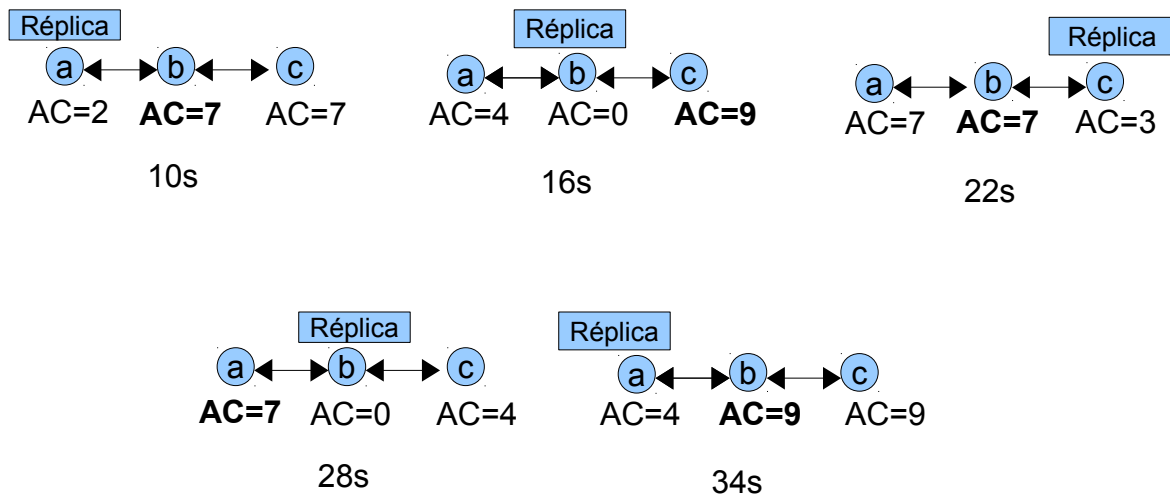 Réplica
a b c
AC=2 AC=7 AC=7
10s
Réplica
a b c
AC=4 AC=0 AC=9
16s
Réplica
a b c
AC=7 AC=7 AC=3
22s
Réplica
a b c
AC=7 AC=0 AC=4
28s
Réplica
a b c
AC=4 AC=9 AC=9
34s